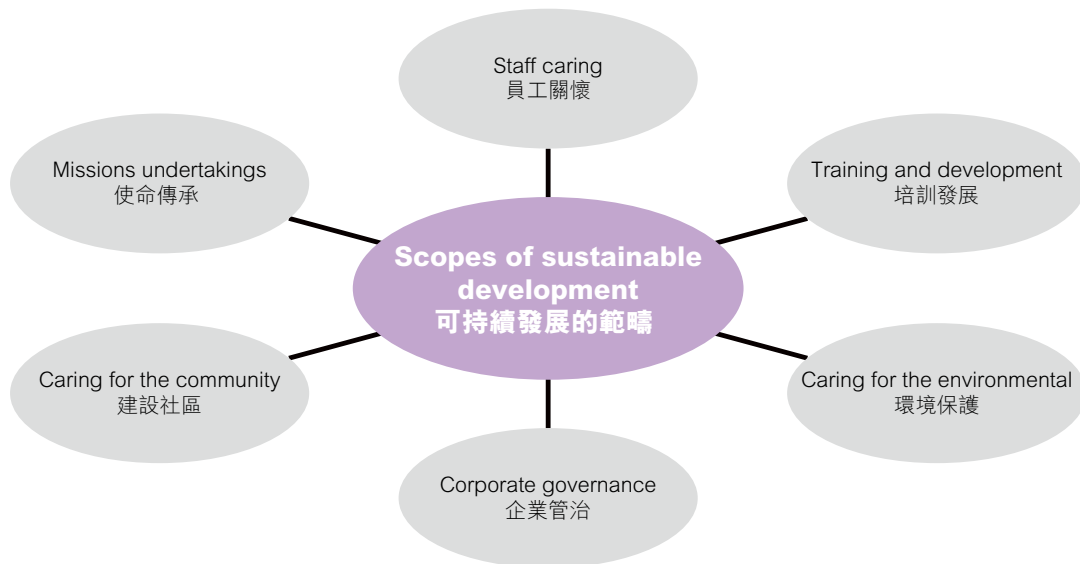 Staff caring
員工關懷
Missions undertakings
使命傳承
Training and development
培訓發展
Scopes of sustainable
development
可持續發展的範疇
Caring for the community
建設社區
Caring for the environmental
環境保護
Corporate governance
企業管治